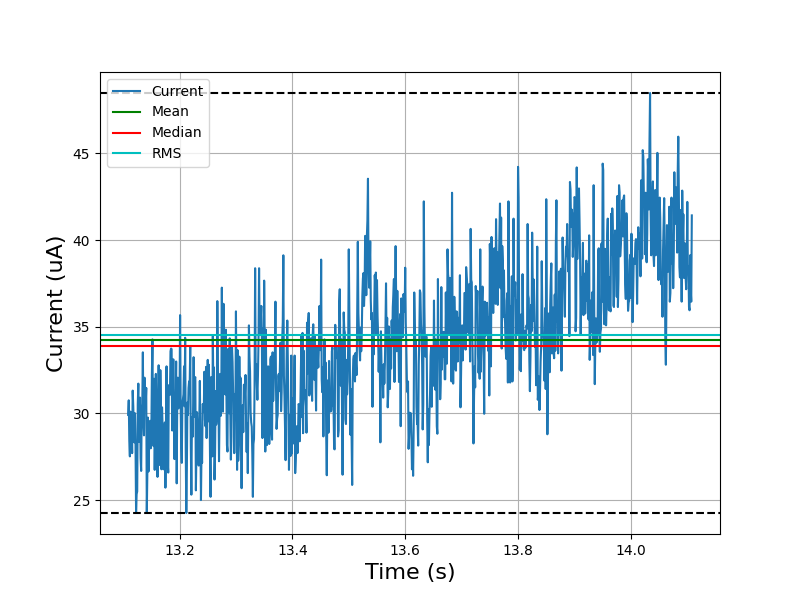 Current
Mean
Median
RMS
45
40
35
30
25
Current (uA)
13.2 13.4 13.6 13.8 14.0
Time (s)